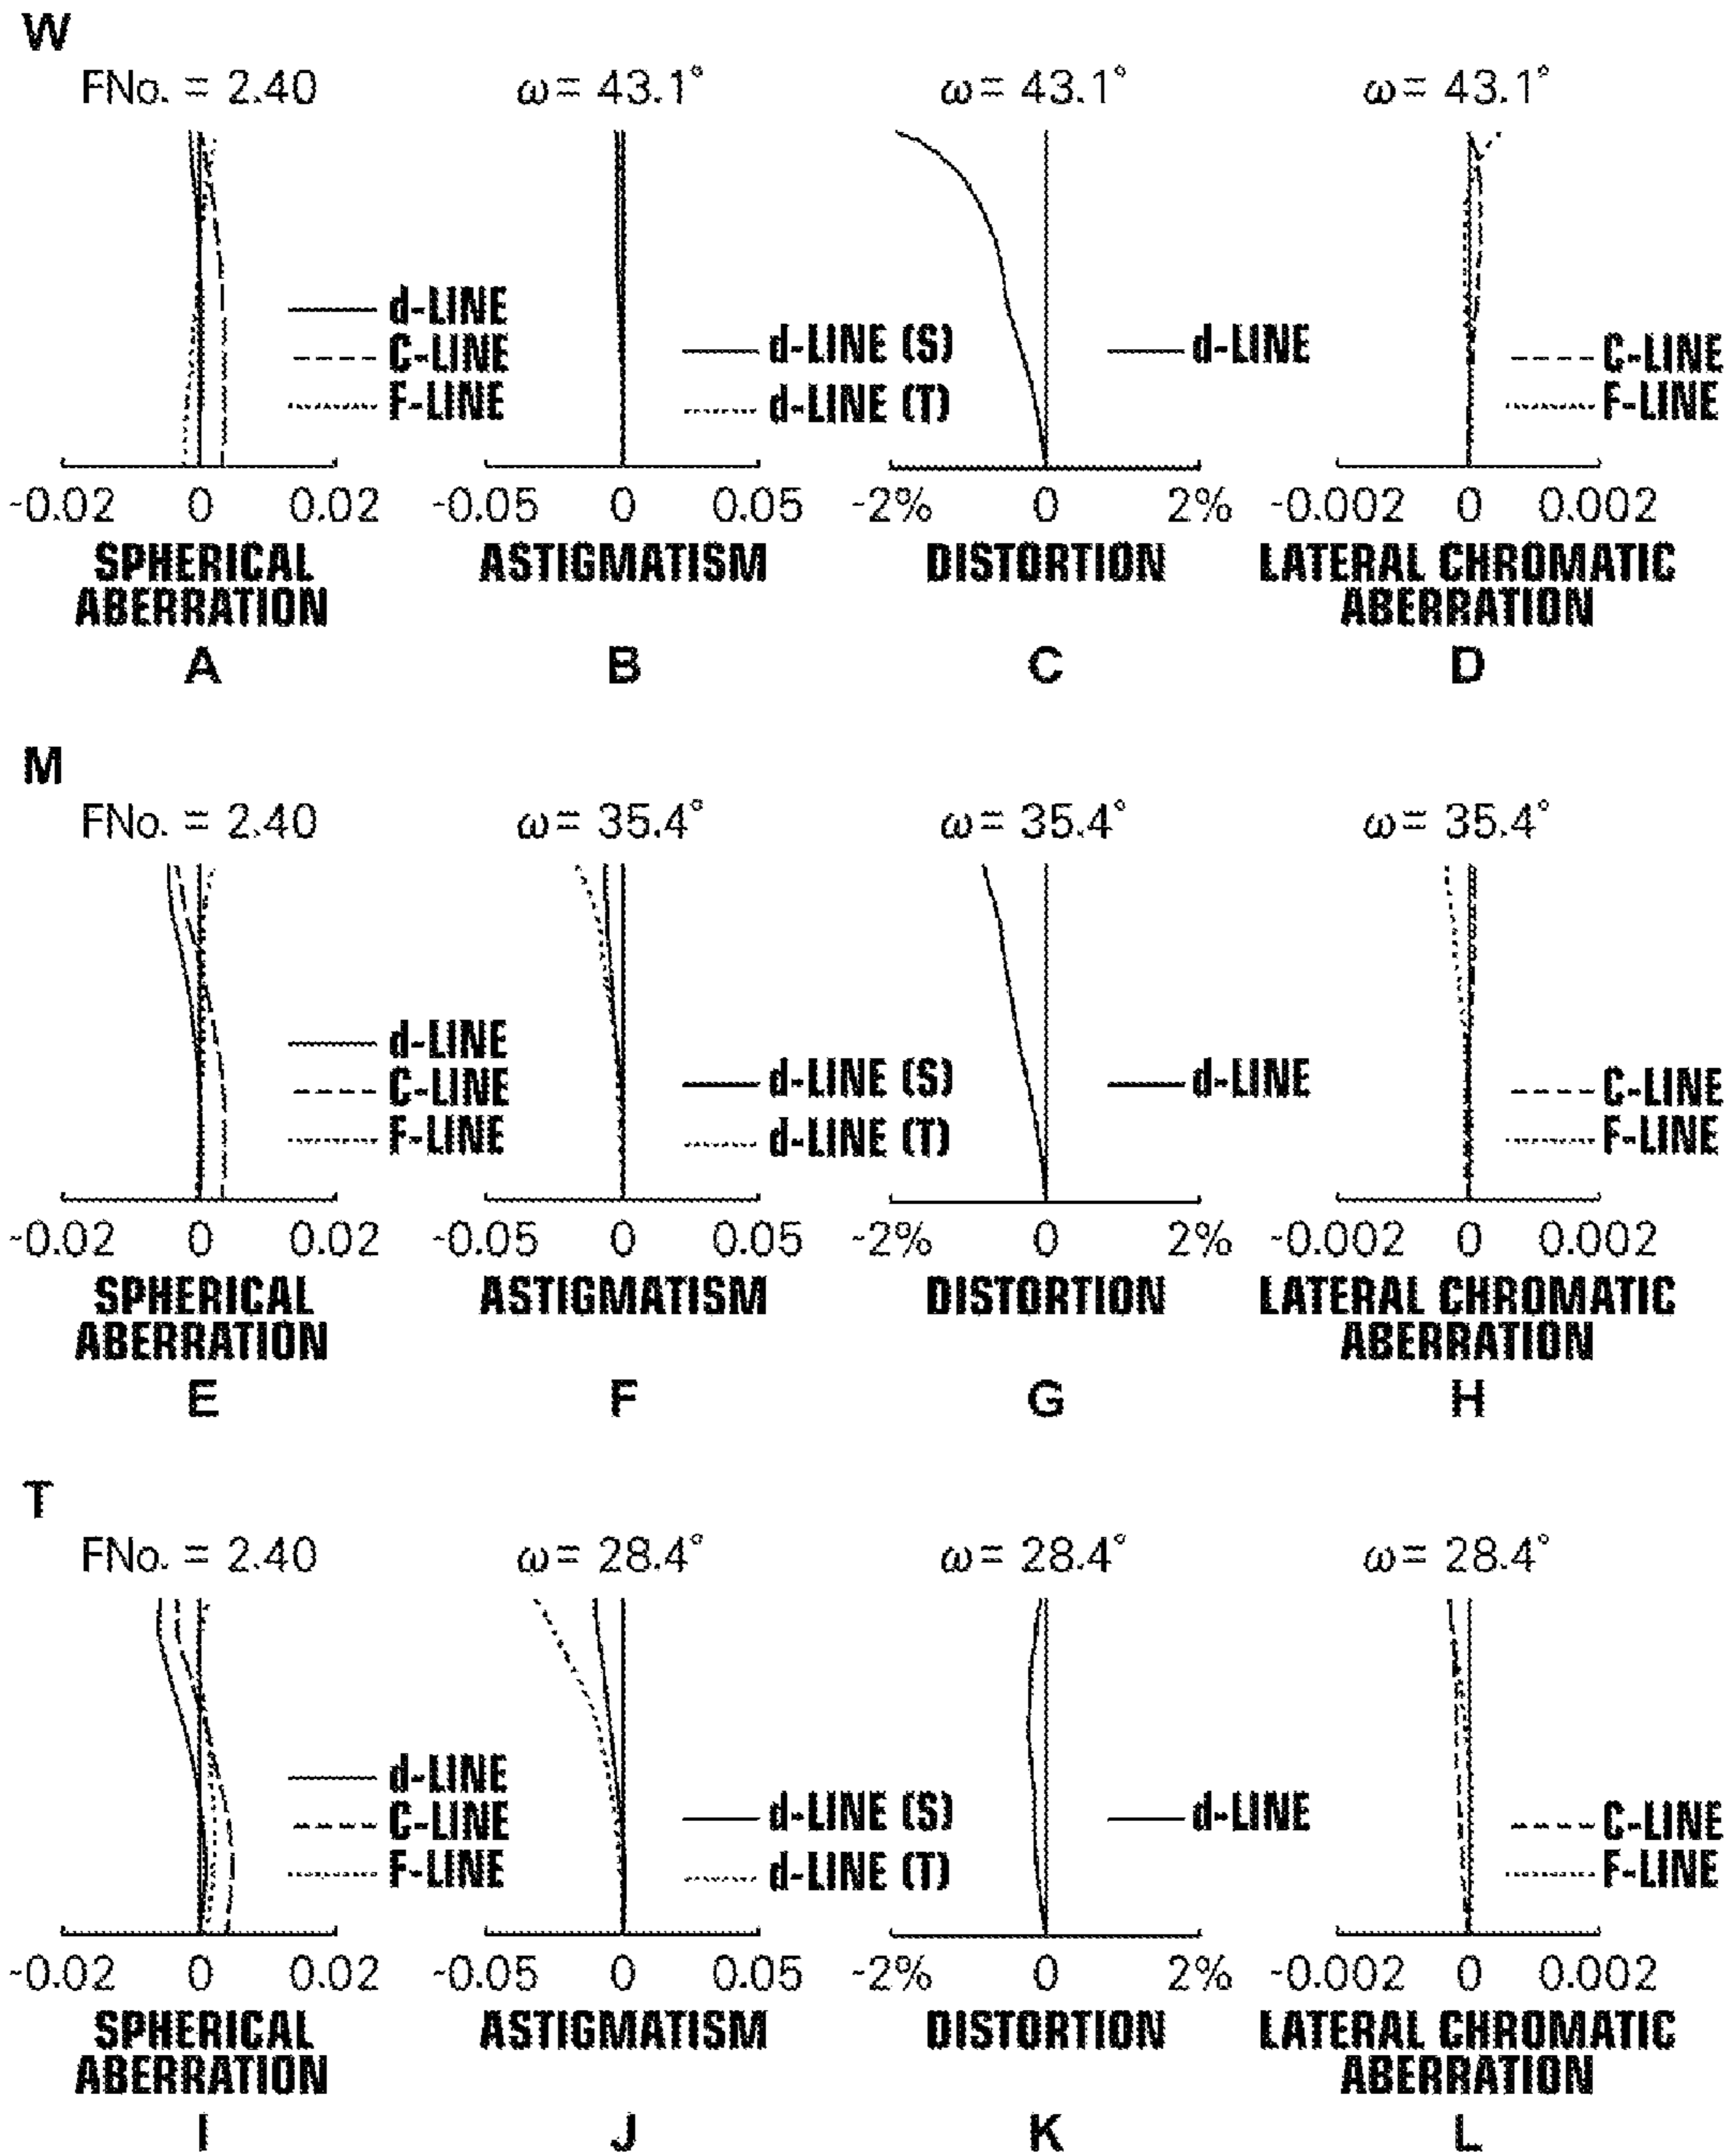 W
FNo. = 2.40
ω = 43.1°
ω = 43.1°
ω = 43.1°
d-LINE
C-LINE
F-LINE
d-LINE (S)
d-LINE (T)
d-LINE
C-LINE
F-LINE
-0.02 0 0.02
-0.05 0 0.05
-2% 0 2%
-0.002 0 0.002
SPHERICAL
ABERRATION
ASTIGMATISM
DISTORTION
LATERAL CHROMATIC
ABERRATION
A
B
C
D
M
FNo. = 2.40
ω = 35.4°
ω = 35.4°
ω = 35.4°
d-LINE
C-LINE
F-LINE
d-LINE (S)
d-LINE (T)
d-LINE
C-LINE
F-LINE
-0.02 0 0.02
-0.05 0 0.05
-2% 0 2%
-0.002 0 0.002
SPHERICAL
ABERRATION
ASTIGMATISM
DISTORTION
LATERAL CHROMATIC
ABERRATION
E
F
G
H
T
FNo. = 2.40
ω = 28.4°
ω = 28.4°
ω = 28.4°
d-LINE
C-LINE
F-LINE
d-LINE (S)
d-LINE (T)
d-LINE
C-LINE
F-LINE
-0.02 0 0.02
-0.05 0 0.05
-2% 0 2%
-0.002 0 0.002
SPHERICAL
ABERRATION
ASTIGMATISM
DISTORTION
LATERAL CHROMATIC
ABERRATION
I
J
K
L